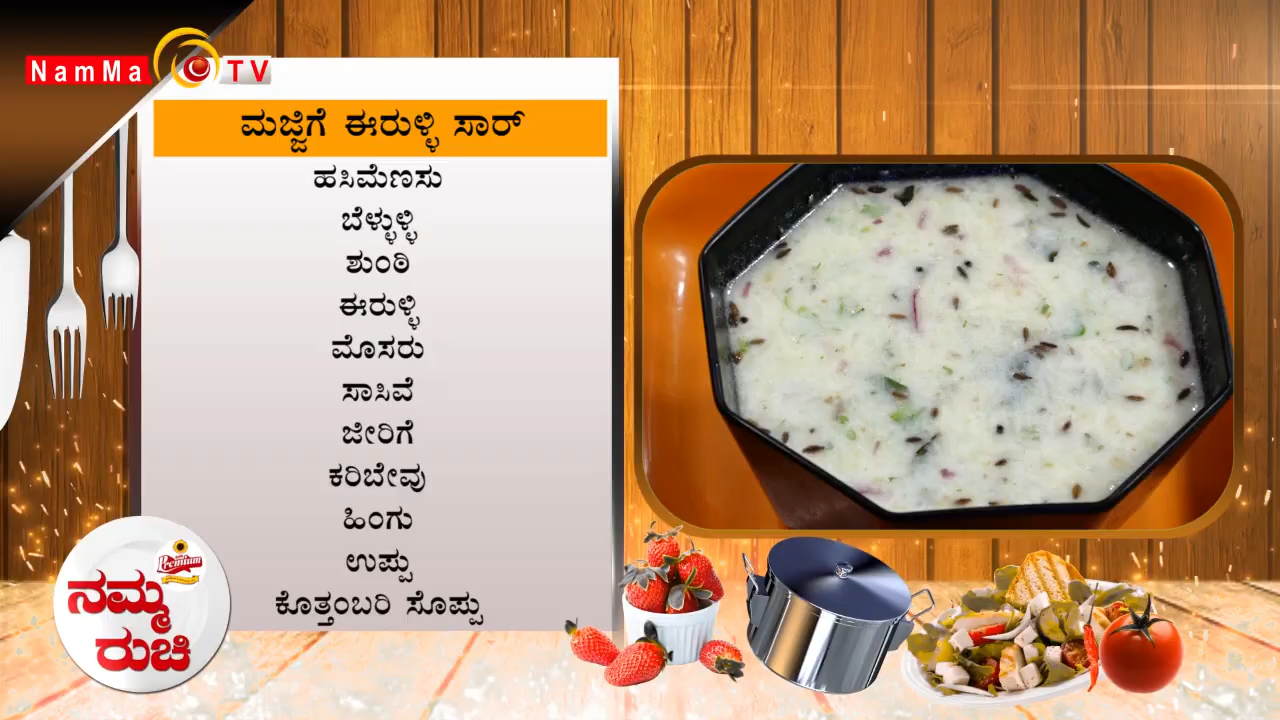 NamMa TV
ಮಜ್ಜಿಗೆ ಈರುಳ್ಳಿ ಸಾರ್
ಹಸಿಮೆಣಸು
ಬೆಳ್ಳುಳ್ಳಿ
ಶುಂಠಿ
ಈರುಳ್ಳಿ
ಮೊಸರು
ಸಾಸಿವೆ
ಜೀರಿಗೆ
ಕರಿಬೇವು
ಹಿಂಗು
ಉಪ್ಪು
ಕೊತ್ತಂಬರಿ ಸೊಪ್ಪು
Premium
ನಮ್ಮ
ರುಚಿ